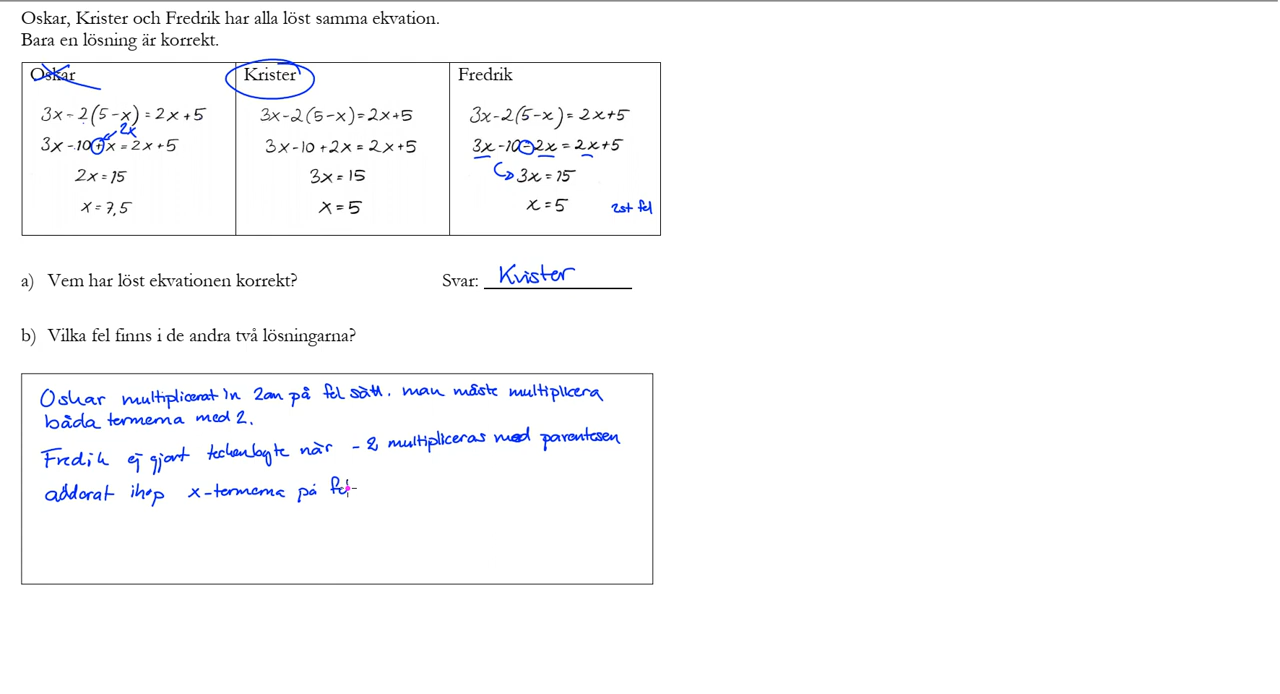 Oskar, Krister och Fredrik har alla löst samma ekvation.
Bara en lösning är korrekt.
Oskar
3x-2(5-x)=2x+5
2x
3x-10+x=2x+5
2x=15
x=7,5
Krister
3x-2(5-x)=2x+5
3x-10+2x=2x+5
3x=15
x=5
Fredrik
3x-2(5-x)=2x+5
3x-10-2x=2x+5
3x=15
x=5
2st fel
a) Vem har löst ekvationen korrekt? Svar: Krister
b) Vilka fel finns i de andra två lösningarna?
Oskar multiplicerat in 2an på fel sätt. man måste multiplicera
båda termerna med 2.
Fredik ej gjort teckenbyte när -2 multipliceras med parentesen
adderat ihop x-termerna på fel